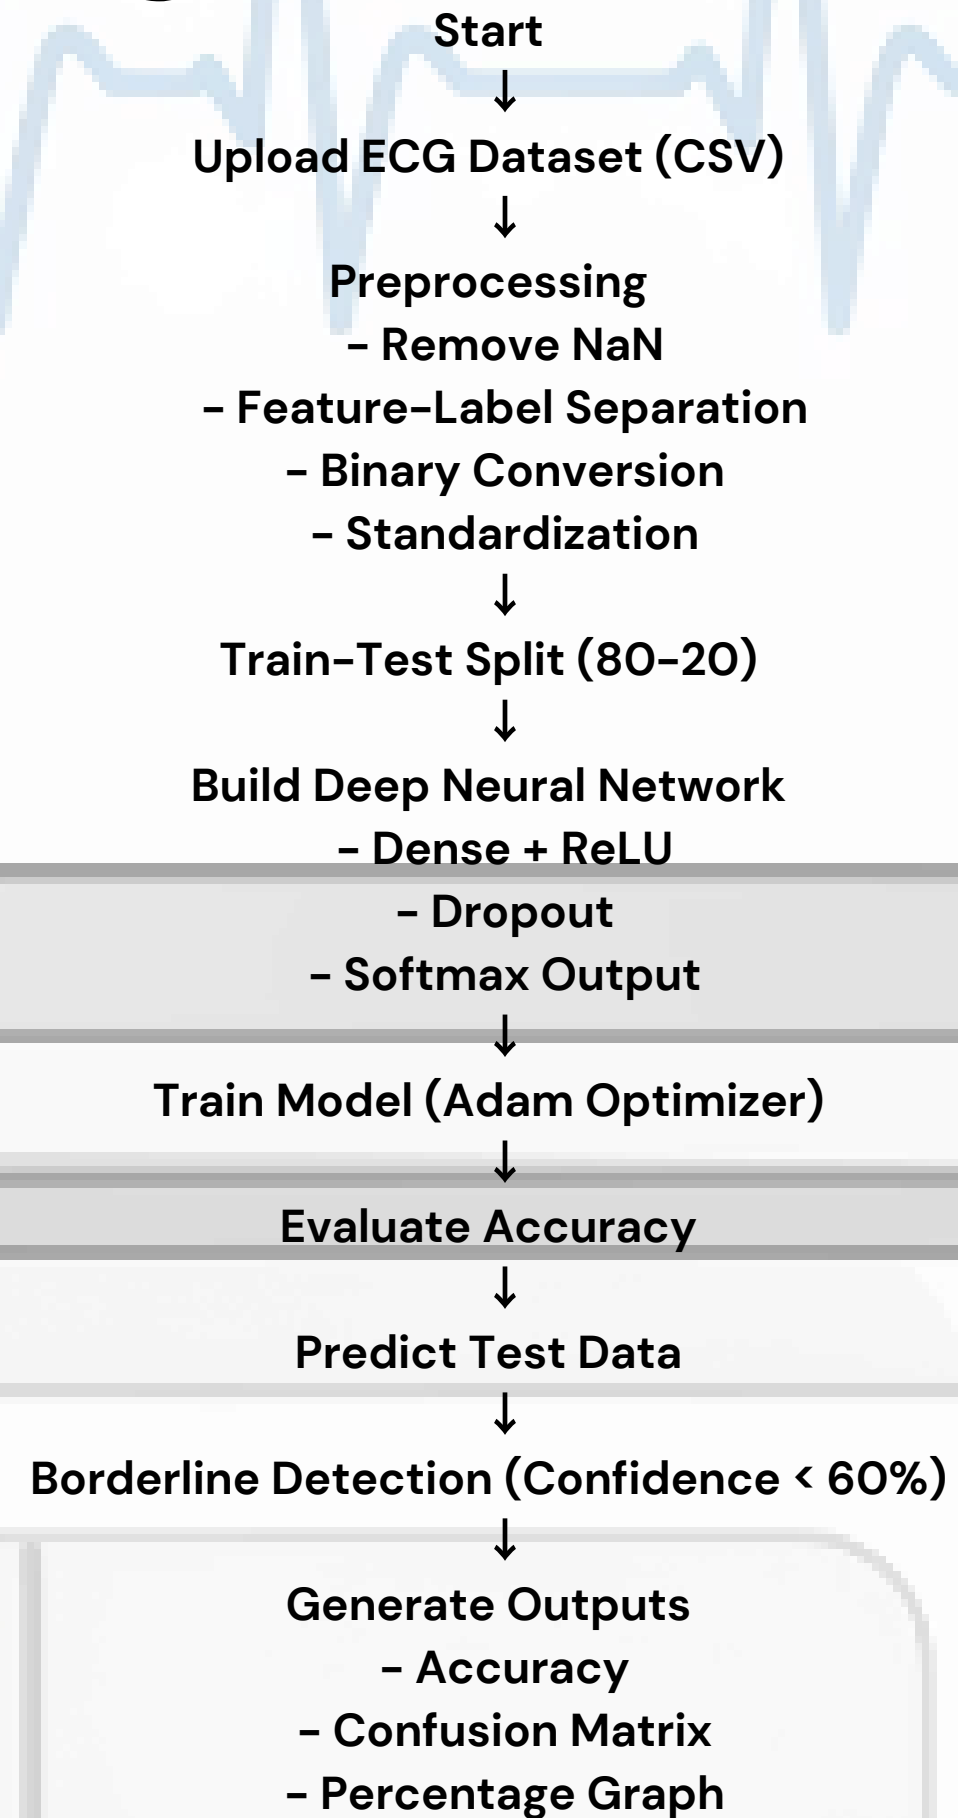 Start
↓
Upload ECG Dataset (CSV)
↓
Preprocessing
- Remove NaN
- Feature-Label Separation
- Binary Conversion
- Standardization
↓
Train-Test Split (80-20)
↓
Build Deep Neural Network
- Dense + ReLU
- Dropout
- Softmax Output
↓
Train Model (Adam Optimizer)
↓
Evaluate Accuracy
↓
Predict Test Data
↓
Borderline Detection (Confidence < 60%)
↓
Generate Outputs
- Accuracy
- Confusion Matrix
- Percentage Graph